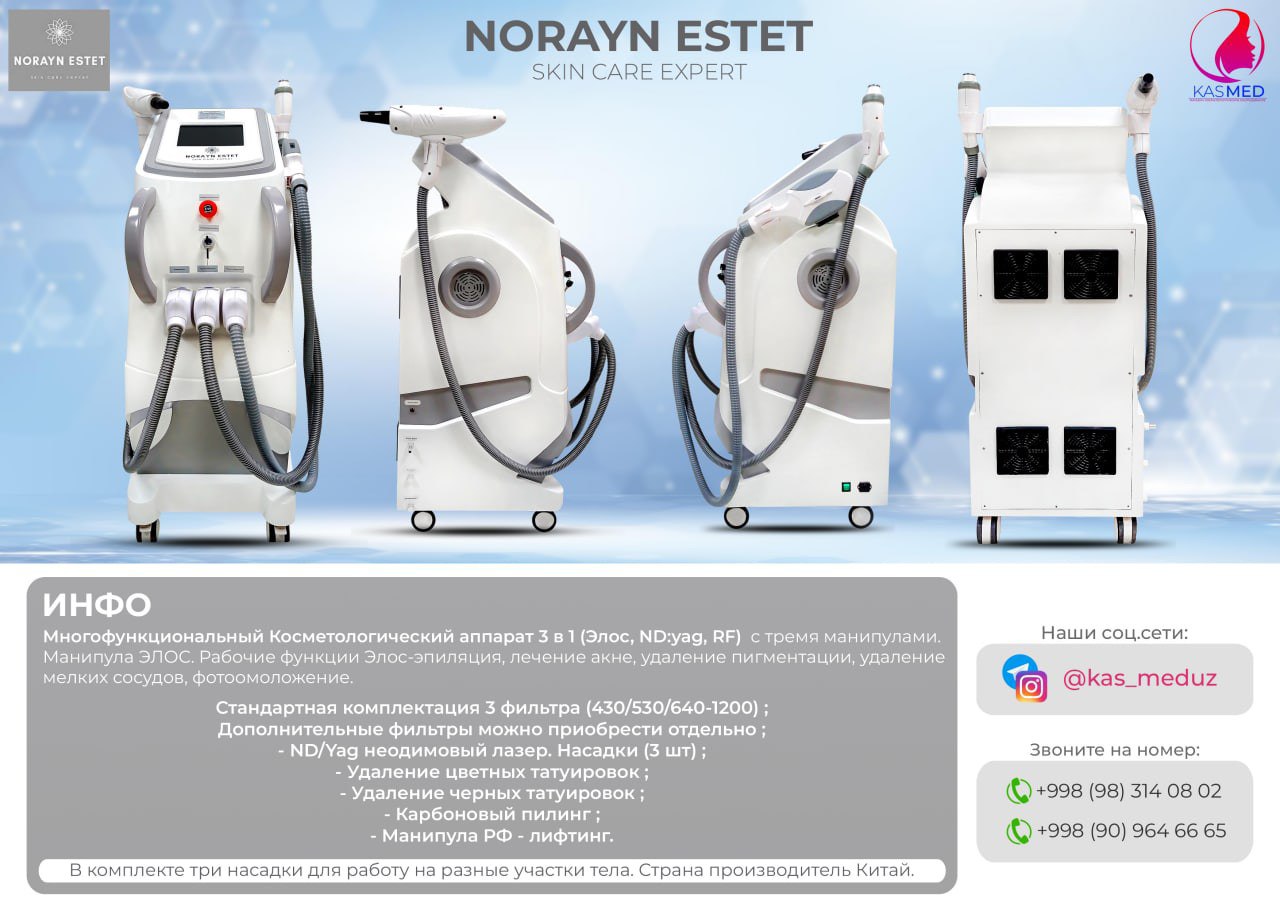 NORAYN ESTET
SKIN CARE EXPERT
NORAYN ESTET
SKIN CARE EXPERT
KASMED
NORAYN ESTET
SKIN CARE EXPERT
ИНФО
Многофункциональный Косметологический аппарат 3 в 1 (Элос, ND:yag, RF) с тремя манипулами.
Манипула ЭЛОС. Рабочие функции Элос-эпиляция, лечение акне, удаление пигментации, удаление
мелких сосудов, фотоомоложение.
Стандартная комплектация 3 фильтра (430/530/640-1200) ;
Дополнительные фильтры можно приобрести отдельно ;
- ND/Yag неодимовый лазер. Насадки (3 шт) ;
- Удаление цветных татуировок ;
- Удаление черных татуировок ;
- Карбоновый пилинг ;
- Манипула РФ - лифтинг.
В комплекте три насадки для работу на разные участки тела. Страна производитель Китай.
Наши соц.сети:
@kas_meduz
Звоните на номер:
+998 (98) 314 08 02
+998 (90) 964 66 65